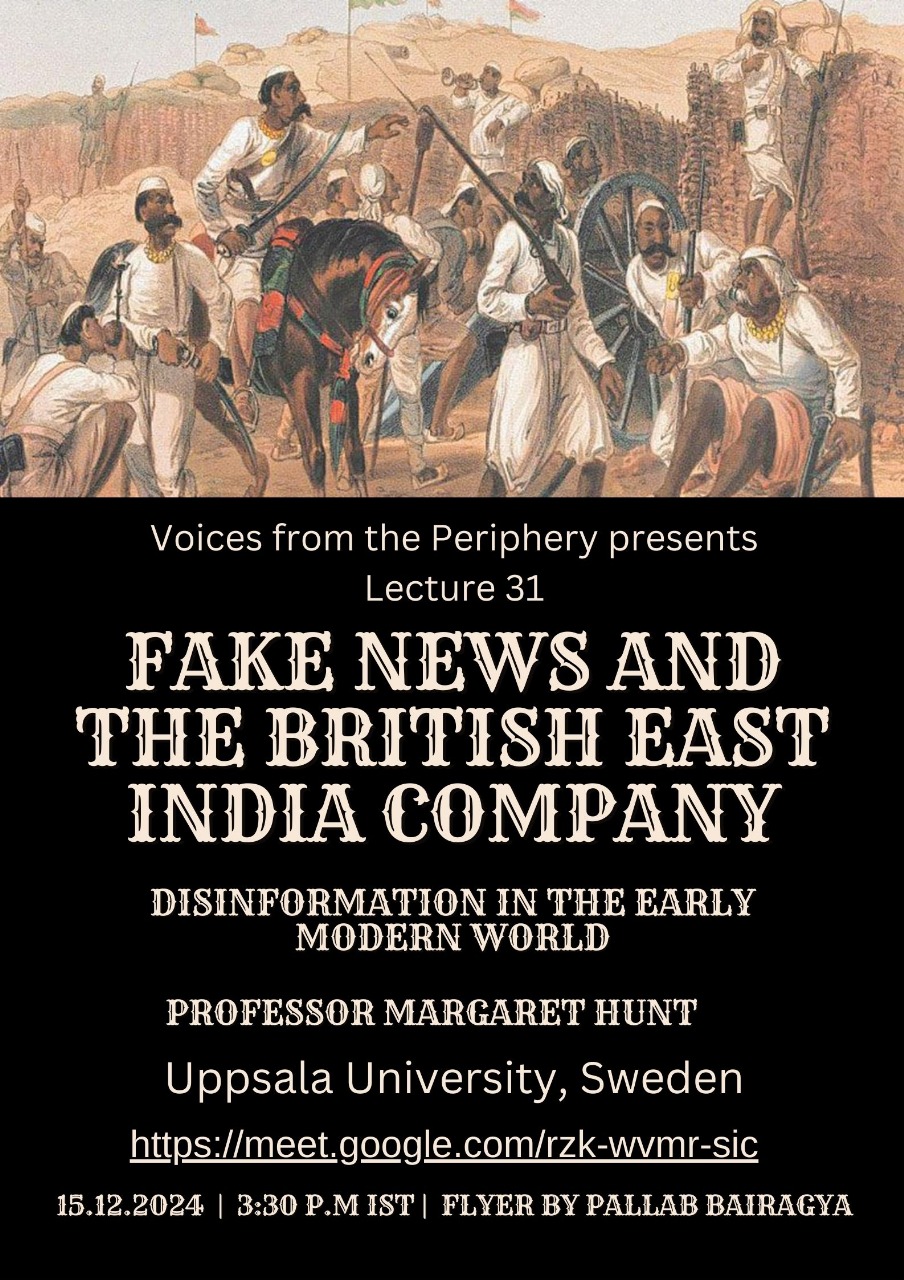 Voices from the Periphery presents
Lecture 31
FAKE NEWS AND
THE BRITISH EAST
INDIA COMPANY
DISINFORMATION IN THE EARLY
MODERN WORLD
PROFESSOR MARGARET HUNT
Uppsala University, Sweden
https://meet.google.com/rzk-wvmr-sic
15.12.2024 | 3:30 P.M IST| FLYER BY PALLAB BAIRAGYA